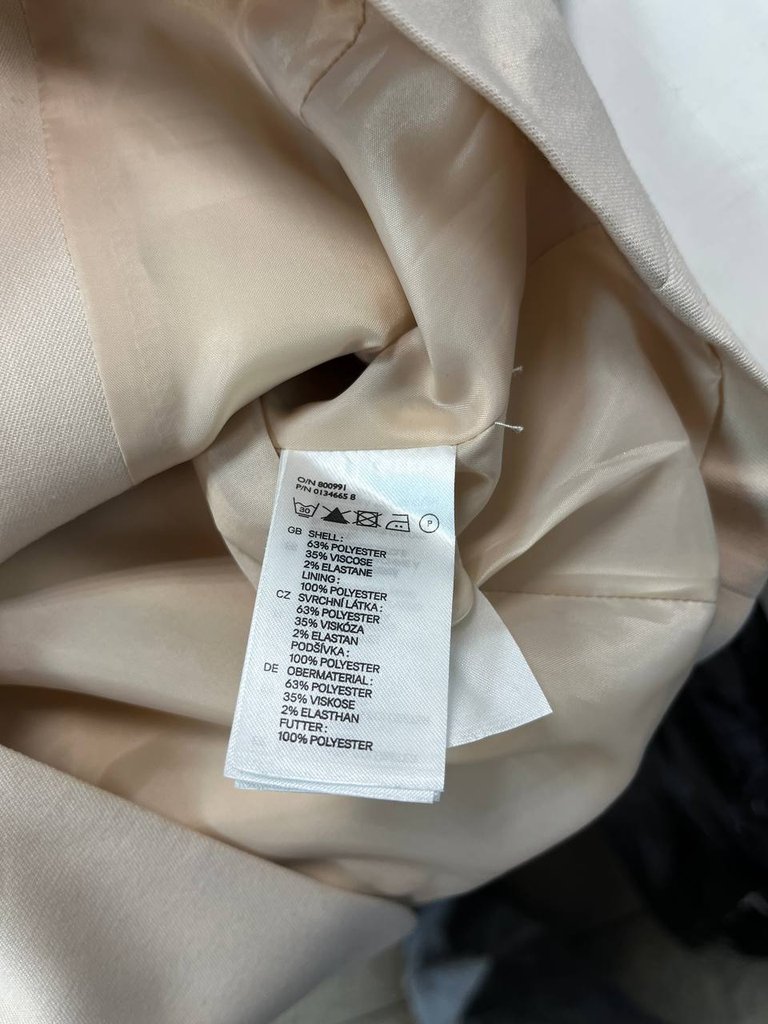 O/N 800991
P/N 0134665 B
30 P
GB SHELL:
63% POLYESTER
35% VISCOSE
2% ELASTANE
LINING:
100% POLYESTER
CZ SVRCHNÍ LÁTKA:
63% POLYESTER
35% VISKÓZA
2% ELASTAN
PODŠÍVKA:
100% POLYESTER
DE OBERMATERIAL:
63% POLYESTER
35% VISKOSE
2% ELASTHAN
FUTTER:
100% POLYESTER